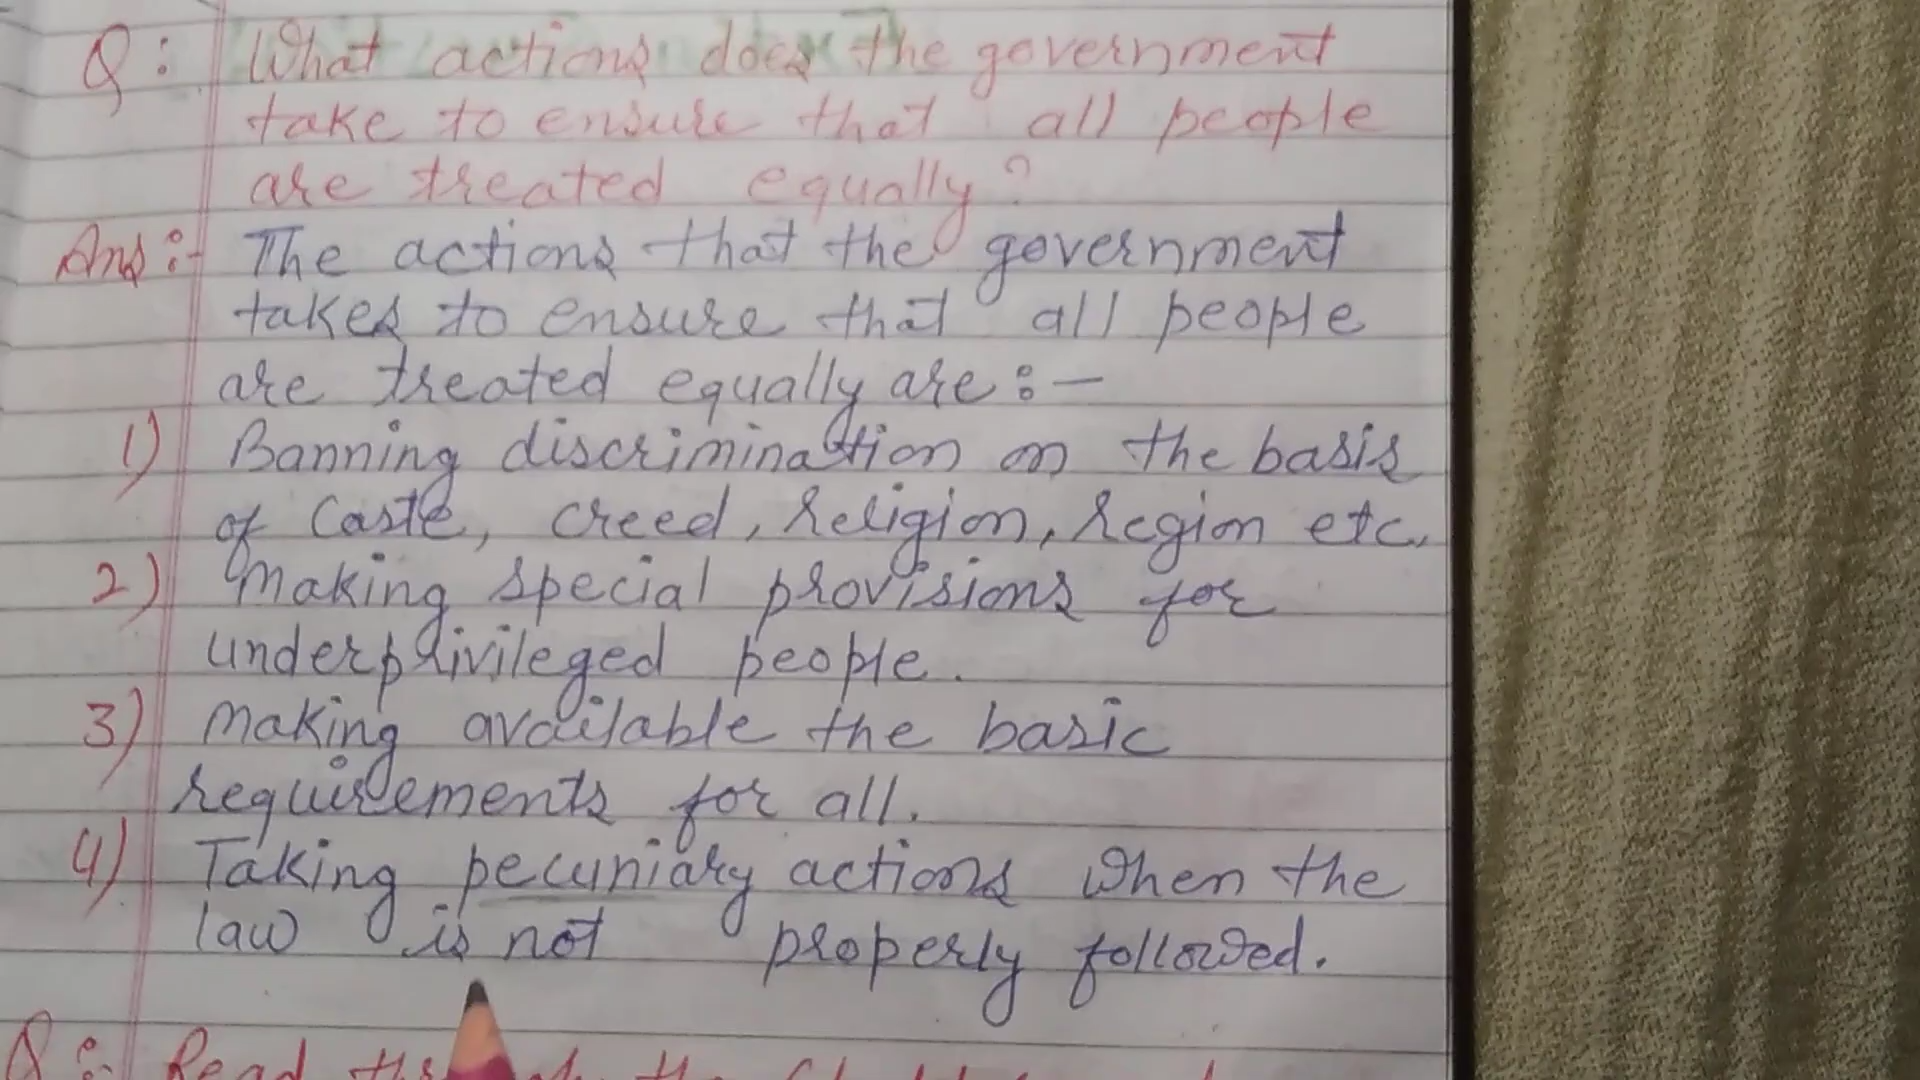 Q: What actions does the government
take to ensure that all people
are treated equally?
Ans:- The actions that the government
takes to ensure that all people
are treated equally are:-
1) Banning discrimination on the basis
of Caste, creed, religion, region etc.
2) Making special provisions for
underprivileged people.
3) Making available the basic
requirements for all.
4) Taking pecuniary actions when the
law is not properly followed.
Q:- Read the